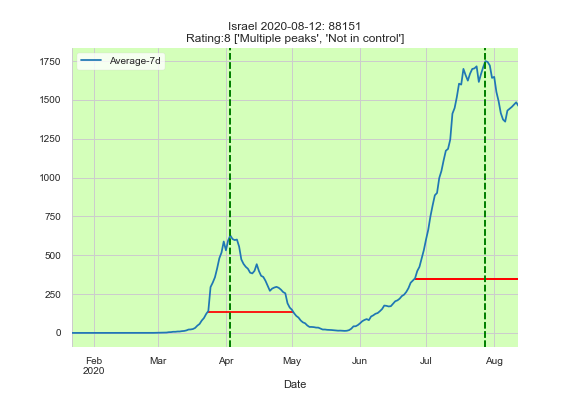 Israel 2020-08-12: 88151
Rating:8 ['Multiple peaks', 'Not in control']
Average-7d
1750
1500
1250
1000
750
500
250
0
Feb
2020
Mar
Apr
May
Jun
Jul
Aug
Date